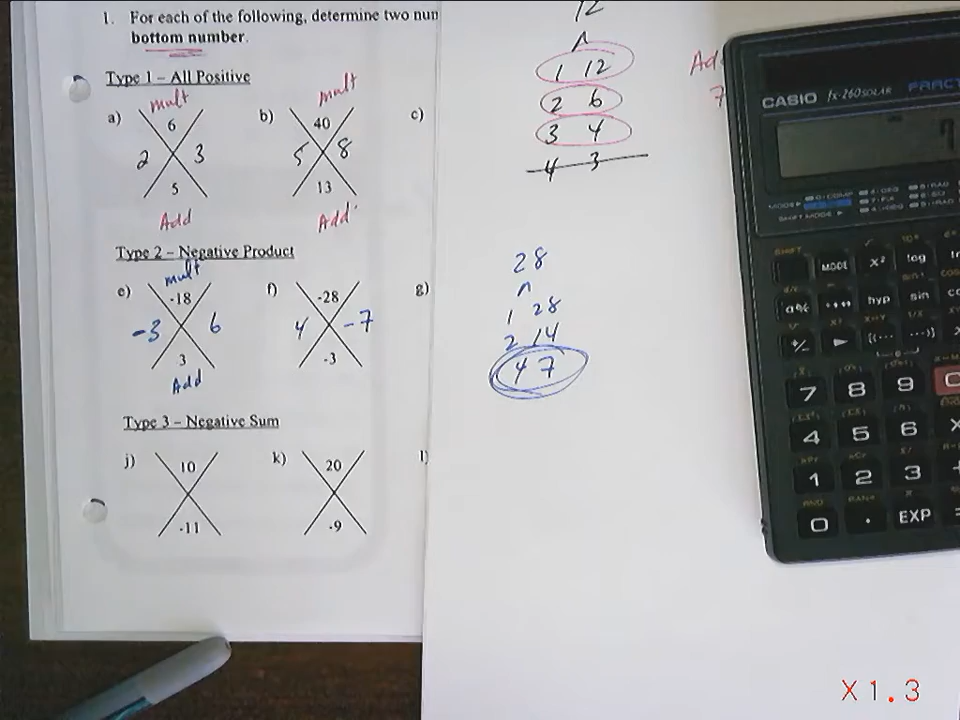 1. For each of the following, determine two
bottom number.
Type 1 – All Positive
a) mult 6 2 3 5 Add
b) mult 40 5 8 13 Add
c)
Type 2 – Negative Product
e) mult -18 -3 6 3 Add
f) -28 4 -7 -3
g)
Type 3 – Negative Sum
j) 10 -11
k) 20 -9
l)
12
1 12
2 6
3 4
4 3
28
1 28
2 14
4 7
7
CASIO fx-260 SOLAR
MODE x² log
a b/c °'" hyp sin
+/-
7 8 9
4 5 6
1 2 3
0 . EXP =
X1.3